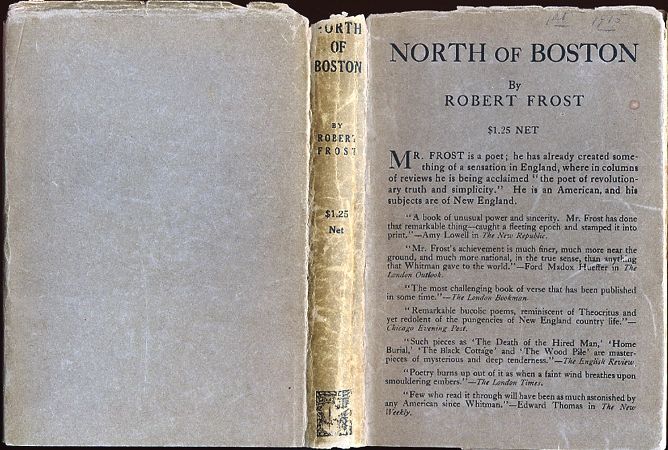 NORTH
OF
BOSTON
BY
ROBERT
FROST
$1.25
Net
1st 1915
NORTH OF BOSTON
By
ROBERT FROST
$1.25 NET
MR. FROST is a poet; he has already created some-
thing of a sensation in England, where in columns
of reviews he is being acclaimed "the poet of revolution-
ary truth and simplicity." He is an American, and his
subjects are of New England.
"A book of unusual power and sincerity. Mr. Frost has done
that remarkable thing—caught a fleeting epoch and stamped it into
print."—Amy Lowell in The New Republic.
"Mr. Frost's achievement is much finer, much more near the
ground, and much more national, in the true sense, than anything
that Whitman gave to the world."—Ford Madox Hueffer in The
London Outlook.
"The most challenging book of verse that has been published
in some time."—The London Bookman
"Remarkable bucolic poems, reminiscent of Theocritus and
yet redolent of the pungencies of New England country life."—
Chicago Evening Post.
"Such pieces as 'The Death of the Hired Man,' 'Home
Burial,' 'The Black Cottage' and 'The Wood Pile' are master-
pieces of mysterious and deep tenderness."—The English Review.
"Poetry burns up out of it as when a faint wind breathes upon
smouldering embers."—The London Times.
"Few who read it through will have been as much astonished by
any American since Whitman."—Edward Thomas in The New
Weekly.